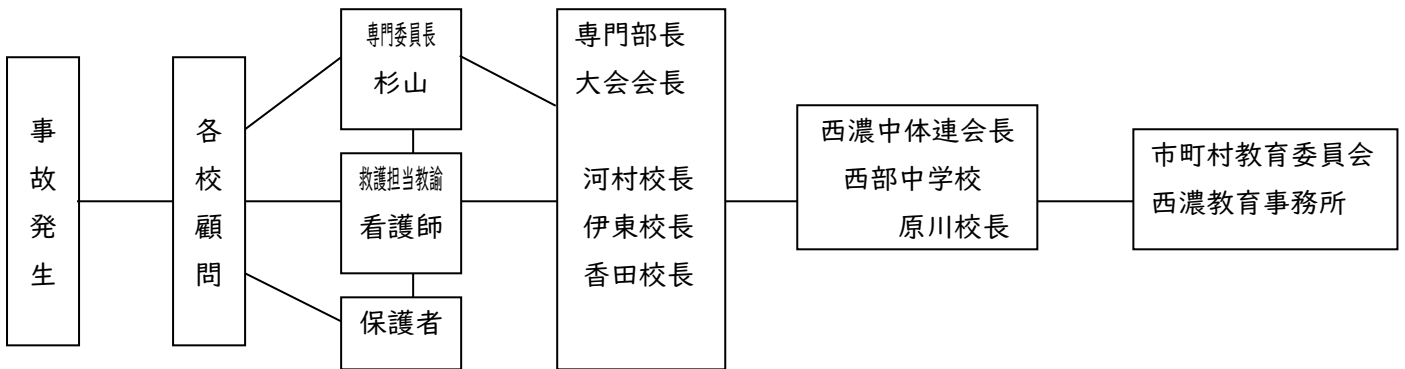 事故発生
各校顧問
専門委員長
杉山
救護担当教諭
看護師
保護者
専門部長
大会会長
河村校長
伊東校長
香田校長
西濃中体連会長
西部中学校
原川校長
市町村教育委員会
西濃教育事務所